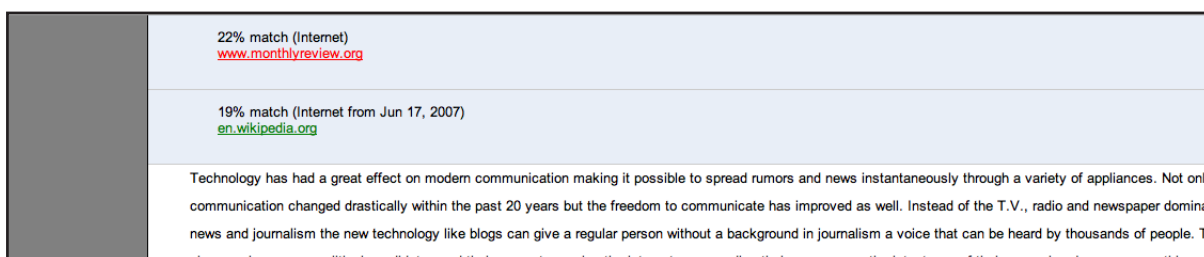 22% match (Internet)
www.monthlyreview.org
19% match (Internet from Jun 17, 2007)
en.wikipedia.org
Technology has had a great effect on modern communication making it possible to spread rumors and news instantaneously through a variety of appliances. Not
communication changed drastically within the past 20 years but the freedom to communicate has improved as well. Instead of the T.V., radio and newspaper
news and journalism the new technology like blogs can give a regular person without a background in journalism a voice that can be heard by thousands of people.